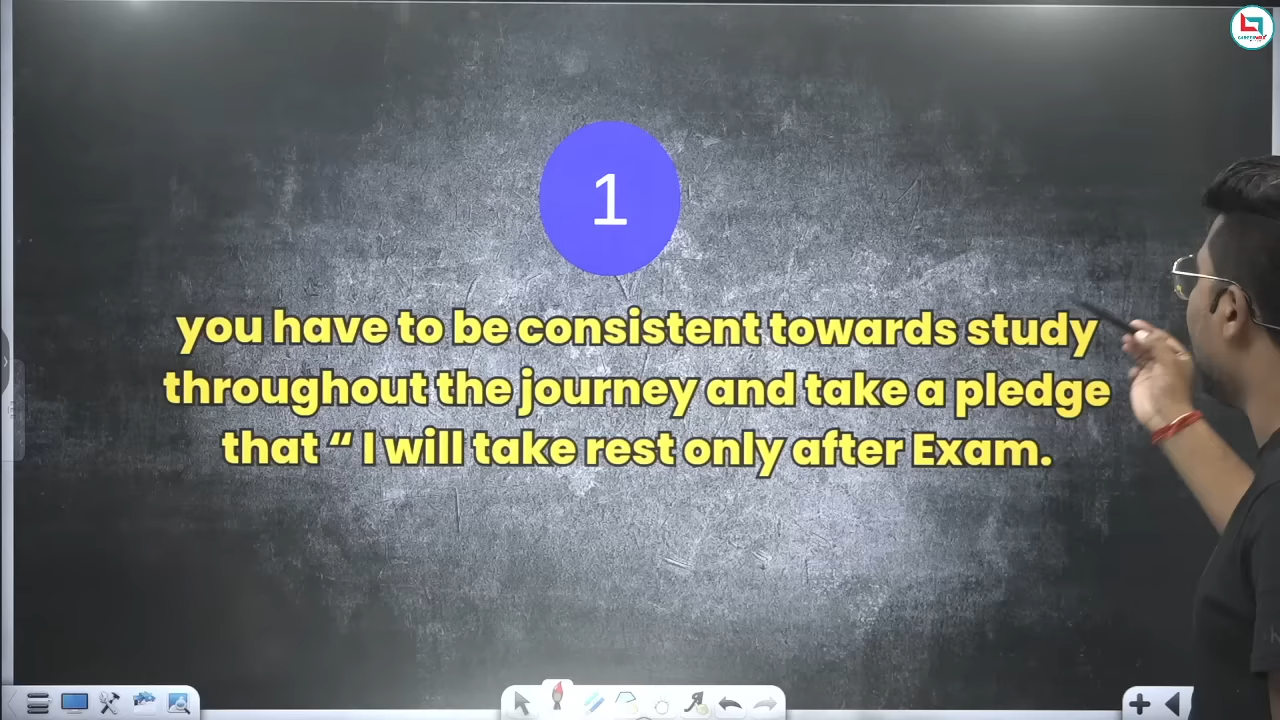 1
you have to be consistent towards study
throughout the journey and take a pledge
that “ I will take rest only after Exam.